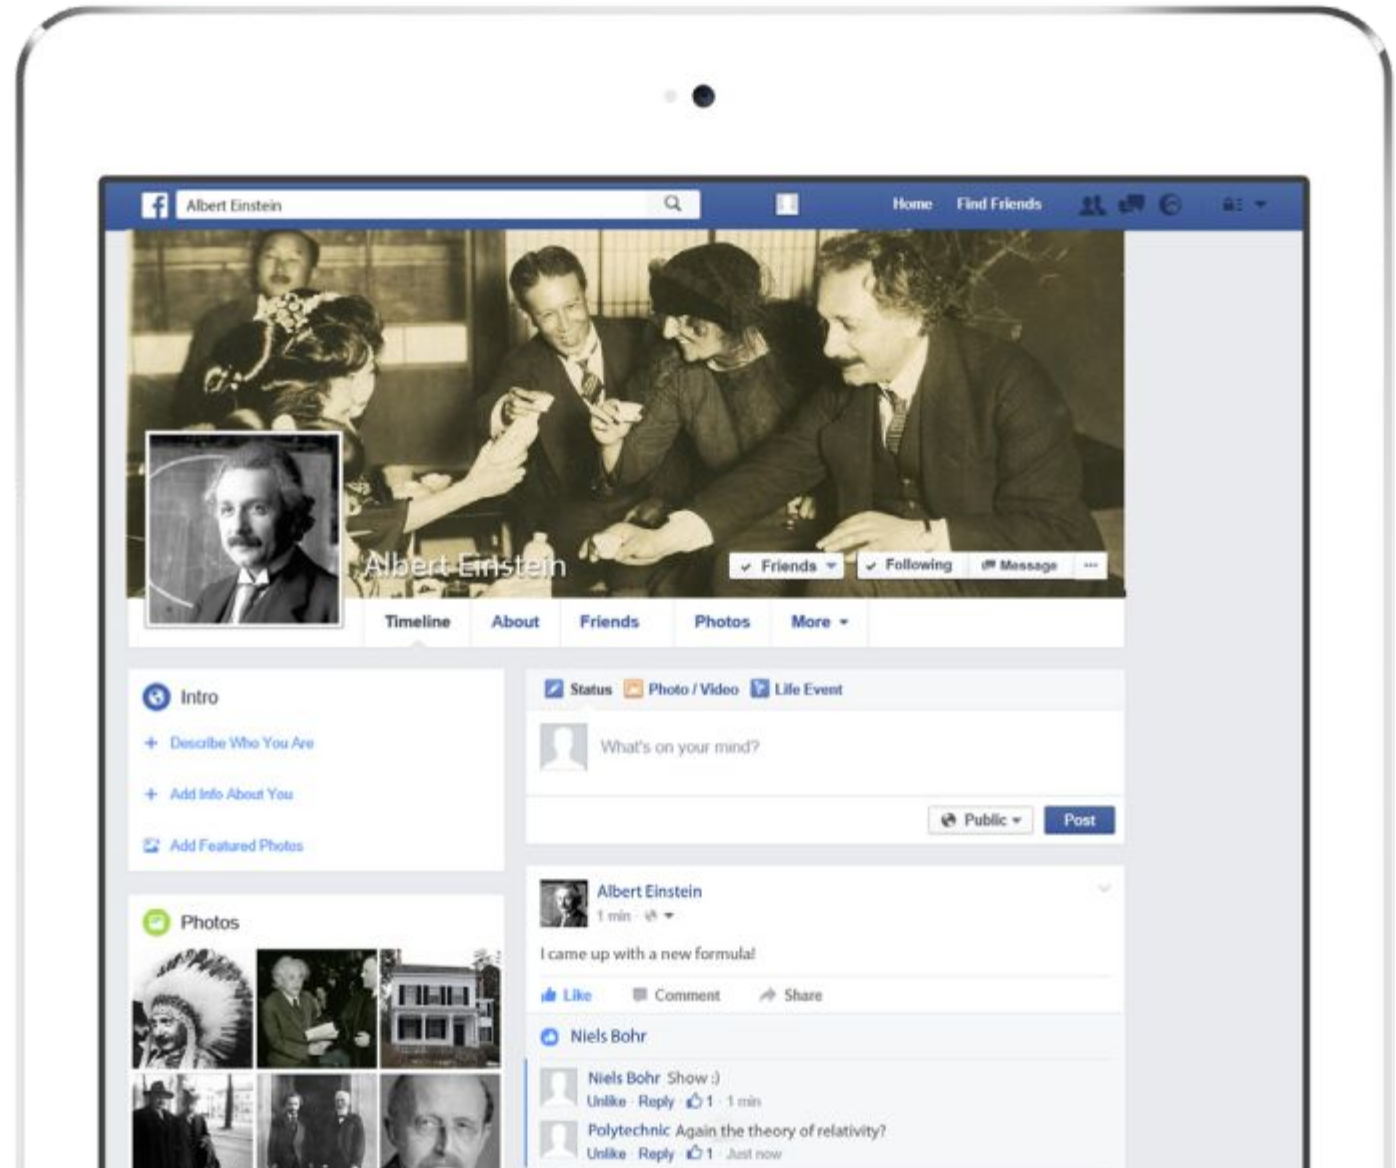 f Albert Einstein
Home Find Friends
Albert Einstein
Friends Following Message ...
Timeline About Friends Photos More
Intro
+ Describe Who You Are
+ Add Info About You
Add Featured Photos
Photos
Status Photo / Video Life Event
What's on your mind?
Public Post
Albert Einstein
1 min
I came up with a new formula!
Like Comment Share
Niels Bohr
Niels Bohr Show :)
Unlike · Reply · 1 · 1 min
Polytechnic Again the theory of relativity?
Unlike · Reply · 1 · Just now